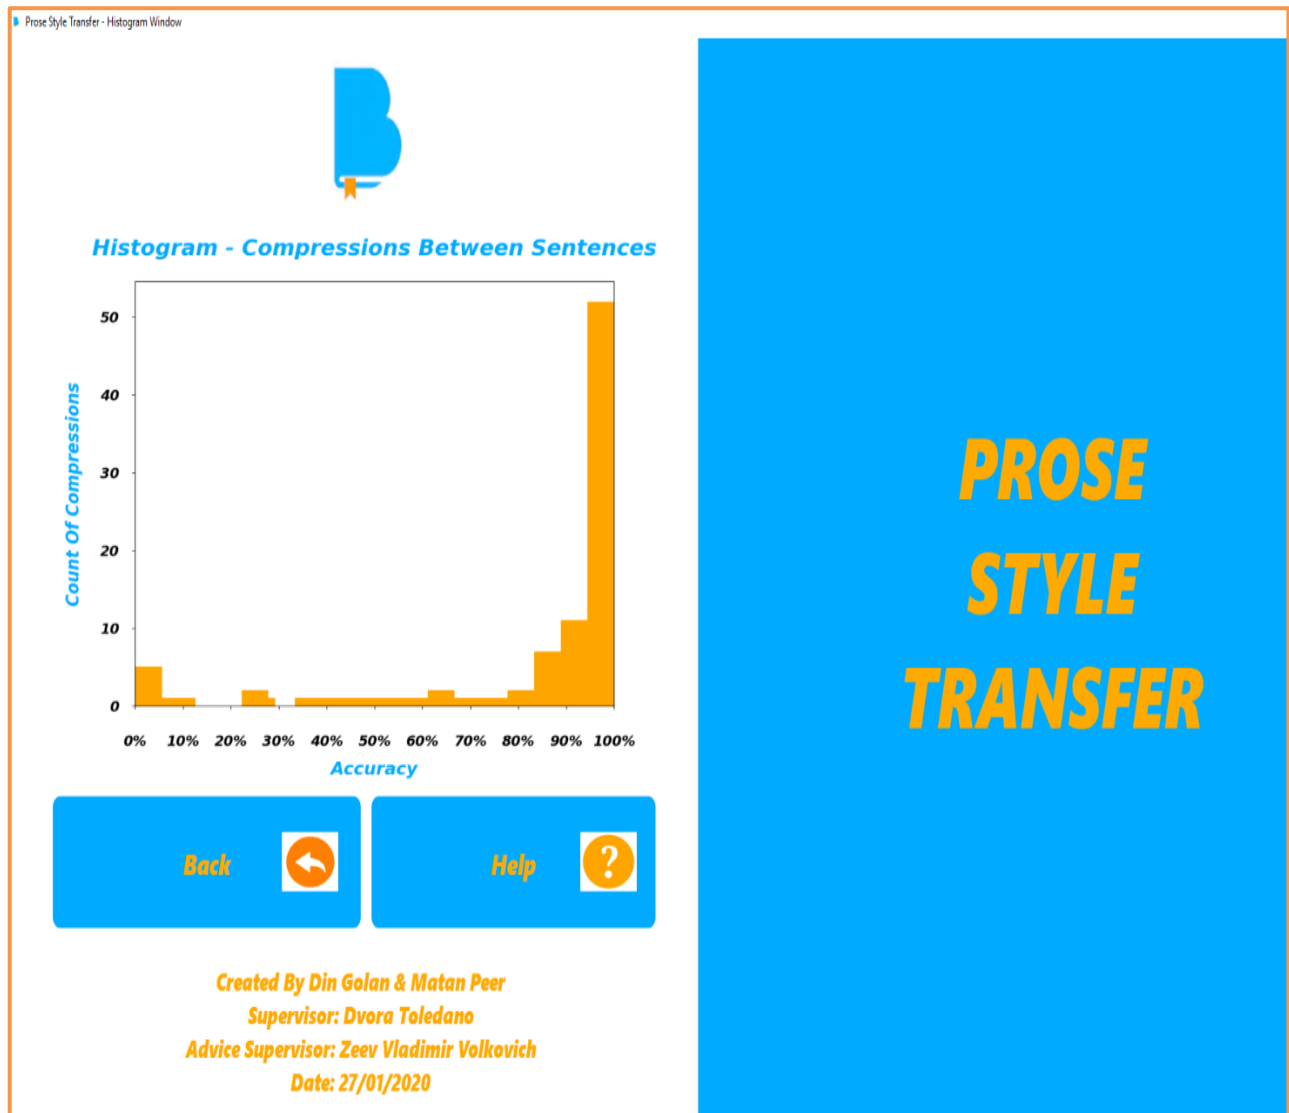 Prose Style Transfer - Histogram Window
Histogram - Compressions Between Sentences
Count Of Compressions
50
40
30
20
10
0
0% 10% 20% 30% 40% 50% 60% 70% 80% 90% 100%
Accuracy
Back
Help
?
Created By Din Golan & Matan Peer
Supervisor: Dvora Toledano
Advice Supervisor: Zeev Vladimir Volkovich
Date: 27/01/2020
PROSE
STYLE
TRANSFER